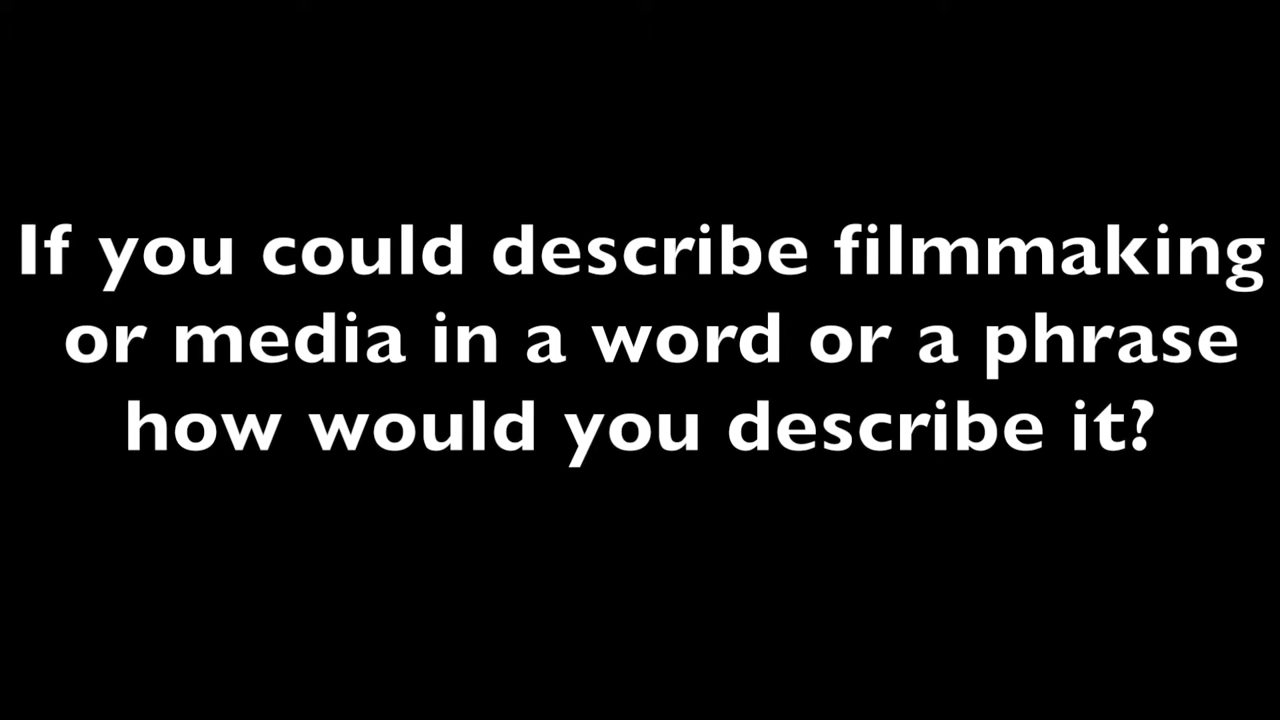 If you could describe filmmaking
or media in a word or a phrase
how would you describe it?